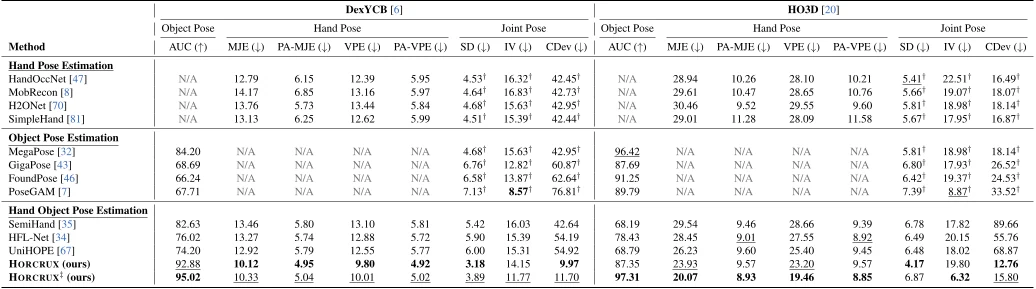 DexYCB [6] HO3D [20]
Object Pose Hand Pose Joint Pose Object Pose Hand Pose Joint Pose
Method AUC (↑) MJE (↓) PA-MJE (↓) VPE (↓) PA-VPE (↓) SD (↓) IV (↓) CDev (↓) AUC (↑) MJE (↓) PA-MJE (↓) VPE (↓) PA-VPE (↓) SD (↓) IV (↓) CDev (↓)
Hand Pose Estimation
HandOccNet [47] N/A 12.79 6.15 12.39 5.95 4.53† 16.32† 42.45† N/A 28.94 10.26 28.10 10.21 5.41† 22.51† 16.49†
MobRecon [8] N/A 14.17 6.85 13.16 5.97 4.64† 16.83† 42.73† N/A 29.61 10.47 28.65 10.76 5.66† 19.07† 18.07†
H2ONet [70] N/A 13.76 5.73 13.44 5.84 4.68† 15.63† 42.95† N/A 30.46 9.52 29.55 9.60 5.81† 18.98† 18.14†
SimpleHand [81] N/A 13.13 6.25 12.62 5.99 4.51† 15.39† 42.44† N/A 29.01 11.28 28.09 11.58 5.67† 17.95† 16.87†
Object Pose Estimation
MegaPose [32] 84.20 N/A N/A N/A N/A 4.68† 15.63† 42.95† 96.42 N/A N/A N/A N/A 5.81† 18.98† 18.14†
GigaPose [43] 68.69 N/A N/A N/A N/A 6.76† 12.82† 60.87† 87.69 N/A N/A N/A N/A 6.80† 17.93† 26.52†
FoundPose [46] 66.24 N/A N/A N/A N/A 6.58† 13.87† 62.64† 91.25 N/A N/A N/A N/A 6.42† 19.37† 24.53†
PoseGAM [7] 67.71 N/A N/A N/A N/A 7.13† 8.57† 76.81† 89.79 N/A N/A N/A N/A 7.39† 8.87† 33.52†
Hand Object Pose Estimation
SemiHand [35] 82.63 13.46 5.80 13.10 5.81 5.42 16.03 42.64 68.19 29.54 9.46 28.66 9.39 6.78 17.82 89.66
HFL-Net [34] 76.02 13.27 5.74 12.88 5.72 5.90 15.39 54.19 78.43 28.45 9.01 27.55 8.92 6.49 20.15 55.76
UniHOPE [67] 74.20 12.92 5.79 12.55 5.77 6.00 15.31 54.92 68.79 26.23 9.60 25.40 9.45 6.48 18.02 68.87
HORCRUX (ours) 92.88 10.12 4.95 9.80 4.92 3.18 14.15 9.97 87.35 23.93 9.57 23.20 9.57 4.17 19.80 12.76
HORCRUX‡ (ours) 95.02 10.33 5.04 10.01 5.02 3.89 11.77 11.70 97.31 20.07 8.93 19.46 8.85 6.87 6.32 15.80